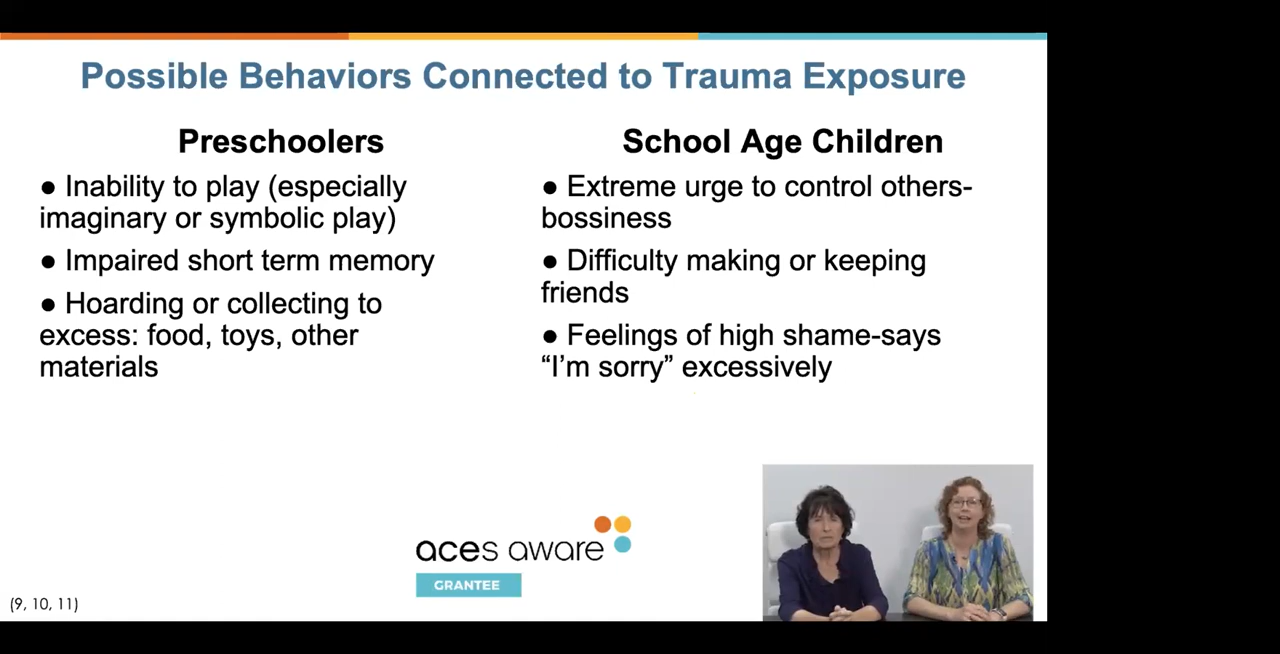 Possible Behaviors Connected to Trauma Exposure
Preschoolers
● Inability to play (especially
imaginary or symbolic play)
● Impaired short term memory
● Hoarding or collecting to
excess: food, toys, other
materials
School Age Children
● Extreme urge to control others-
bossiness
● Difficulty making or keeping
friends
● Feelings of high shame-says
“I’m sorry” excessively
aces aware
GRANTEE
(9, 10, 11)